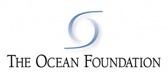 THE OCEAN FOUNDATION